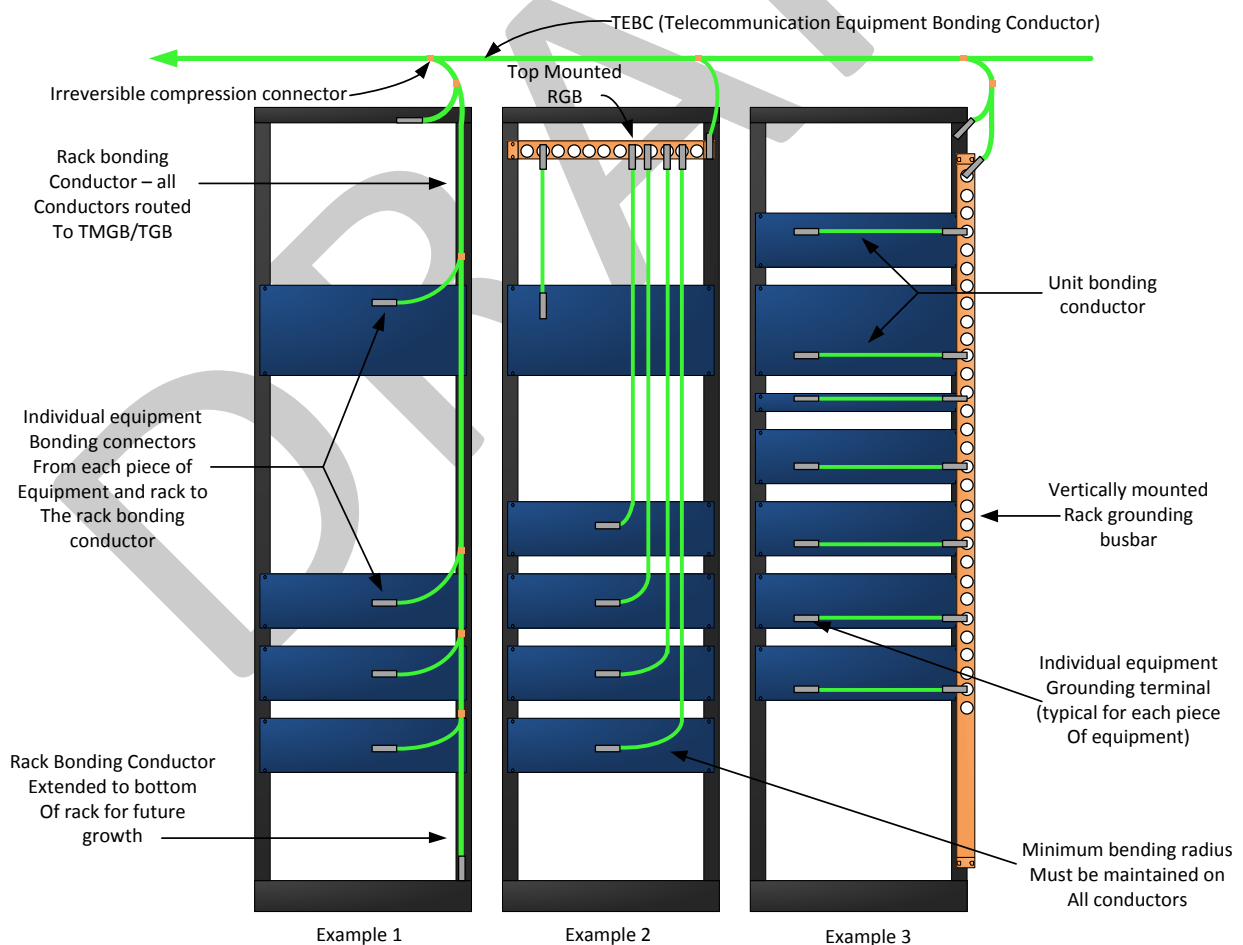 TEBC (Telecommunication Equipment Bonding Conductor)
Irreversible compression connector
Top Mounted
RGB
Rack bonding
Conductor – all
Conductors routed
To TMGB/TGB
Unit bonding
conductor
Individual equipment
Bonding connectors
From each piece of
Equipment and rack to
The rack bonding
conductor
Vertically mounted
Rack grounding
busbar
Individual equipment
Grounding terminal
(typical for each piece
Of equipment)
Rack Bonding Conductor
Extended to bottom
Of rack for future
growth
Minimum bending radius
Must be maintained on
All conductors
Example 1
Example 2
Example 3